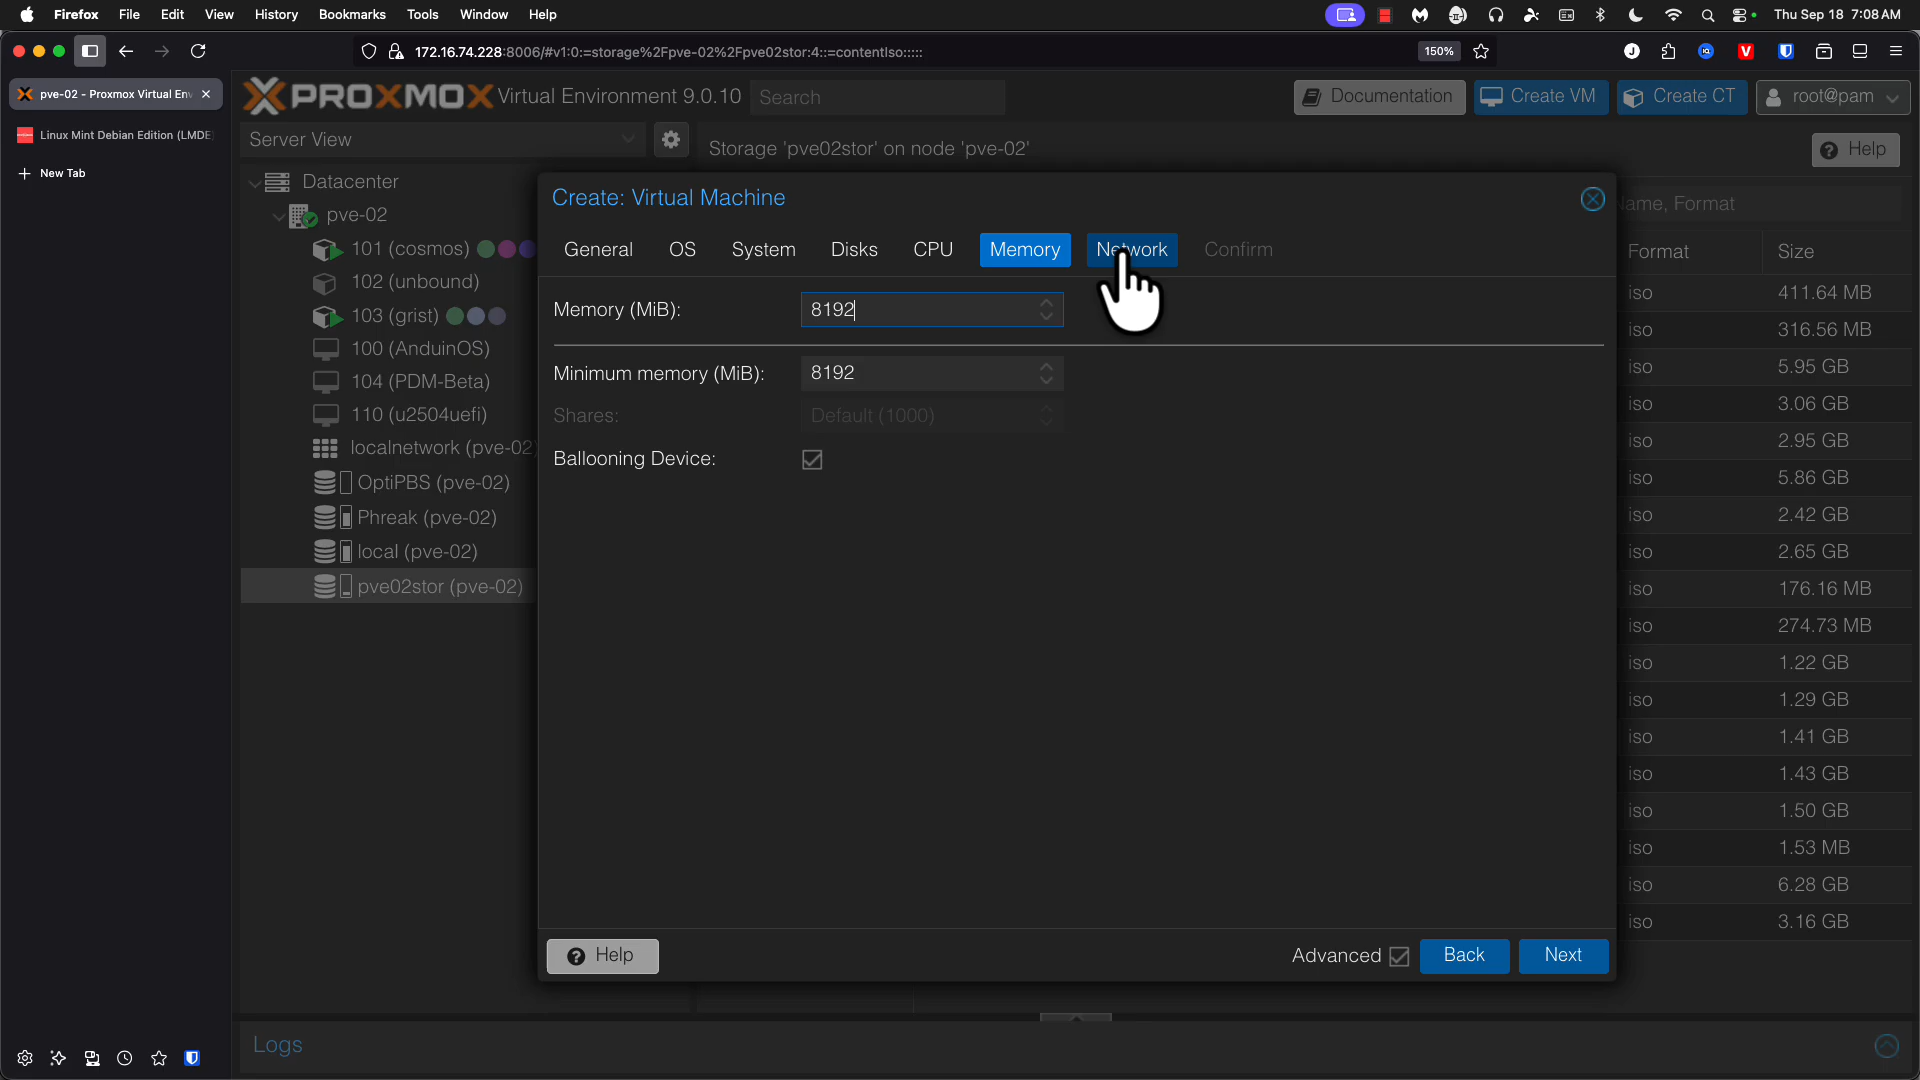 Firefox File Edit View History Bookmarks Tools Window Help
Thu Sep 18 7:08 AM
172.16.74.228:8006/#v1:0:=storage%2Fpve-02%2Fpve02stor:4::=contentIso:::::
150%
pve-02 - Proxmox Virtual En
Linux Mint Debian Edition (LMDE
New Tab
PROXMOX Virtual Environment 9.0.10
Search
Documentation
Create VM
Create CT
root@pam
Server View
Storage 'pve02stor' on node 'pve-02'
Help
Datacenter
pve-02
101 (cosmos)
102 (unbound)
103 (grist)
100 (AnduinOS)
104 (PDM-Beta)
110 (u2504uefi)
localnetwork (pve-02)
OptiPBS (pve-02)
Phreak (pve-02)
local (pve-02)
pve02stor (pve-02)
Create: Virtual Machine
General OS System Disks CPU Memory Network Confirm
Memory (MiB): 8192
Minimum memory (MiB): 8192
Shares: Default (1000)
Ballooning Device:
Help
Advanced
Back
Next
Name, Format
Format Size
iso 411.64 MB
iso 316.56 MB
iso 5.95 GB
iso 3.06 GB
iso 2.95 GB
iso 5.86 GB
iso 2.42 GB
iso 2.65 GB
iso 176.16 MB
iso 274.73 MB
iso 1.22 GB
iso 1.29 GB
iso 1.41 GB
iso 1.43 GB
iso 1.50 GB
iso 1.53 MB
iso 6.28 GB
iso 3.16 GB
Logs